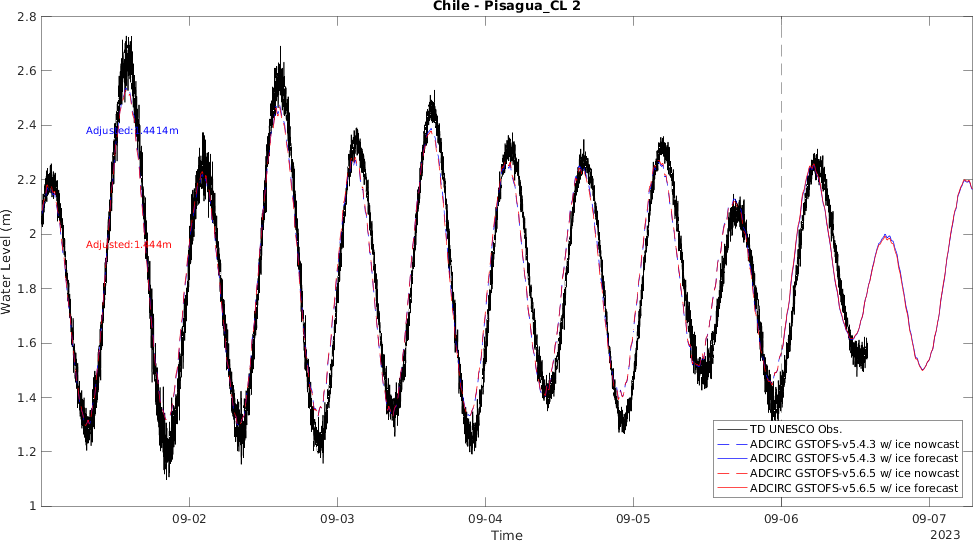 Chile - Pisagua_CL 2
2.8
2.6
2.4
2.2
2
1.8
1.6
1.4
1.2
1
Water Level (m)
Adjusted:1.4414m
Adjusted:1.444m
TD UNESCO Obs.
ADCIRC GSTOFS-v5.4.3 w/ ice nowcast
ADCIRC GSTOFS-v5.4.3 w/ ice forecast
ADCIRC GSTOFS-v5.6.5 w/ ice nowcast
ADCIRC GSTOFS-v5.6.5 w/ ice forecast
09-02 09-03 09-04 09-05 09-06 09-07
Time
2023